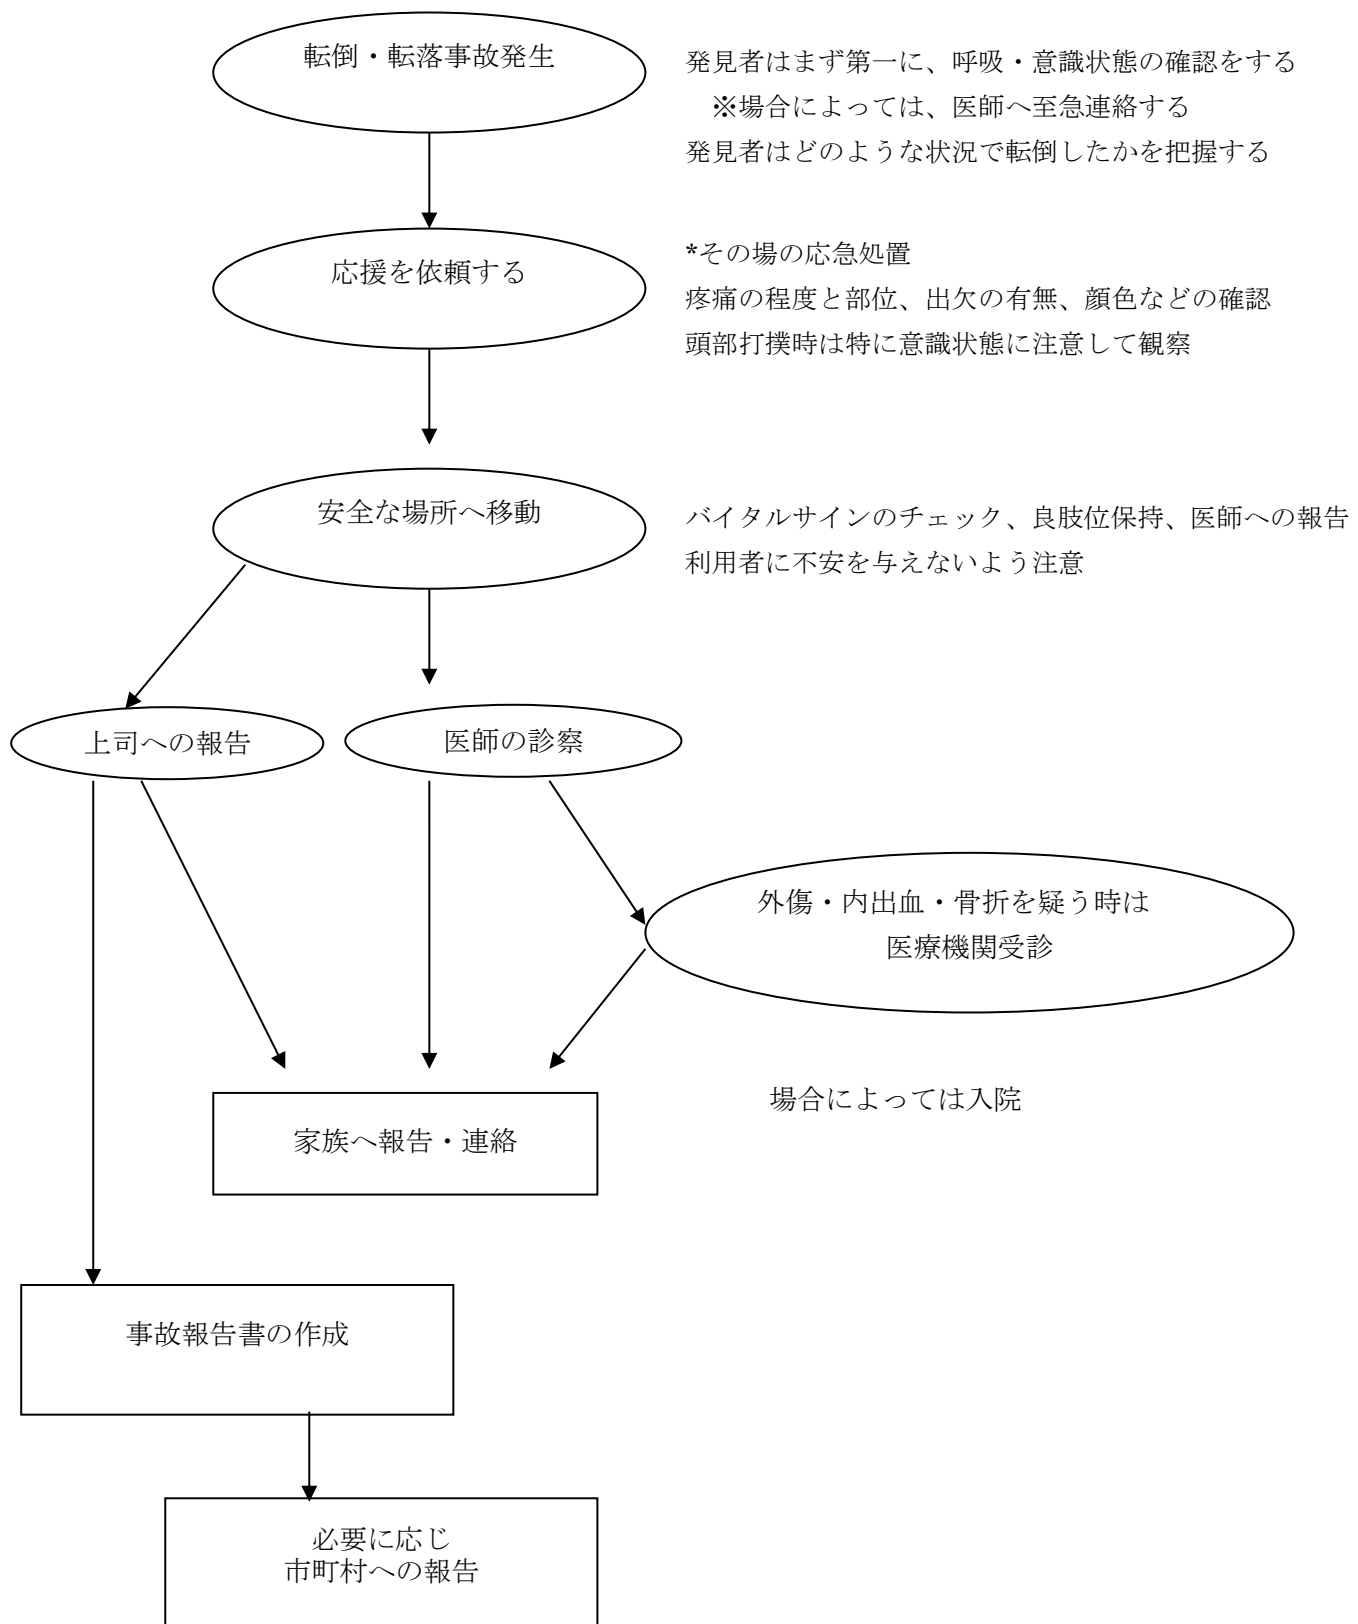 転倒・転落事故発生
発見者はまず第一に、呼吸・意識状態の確認をする
※場合によっては、医師へ至急連絡する
発見者はどのような状況で転倒したかを把握する
応援を依頼する
*その場の応急処置
疼痛の程度と部位、出欠の有無、顔色などの確認
頭部打撲時は特に意識状態に注意して観察
安全な場所へ移動
バイタルサインのチェック、良肢位保持、医師への報告
利用者に不安を与えないよう注意
上司への報告
医師の診察
外傷・内出血・骨折を疑う時は
医療機関受診
場合によっては入院
家族へ報告・連絡
事故報告書の作成
必要に応じ
市町村への報告